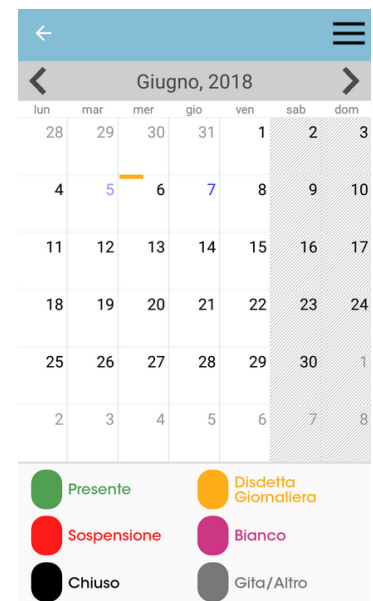 Giugno, 2018
lun mar mer gio ven sab dom
28 29 30 31 1 2 3
4 5 6 7 8 9 10
11 12 13 14 15 16 17
18 19 20 21 22 23 24
25 26 27 28 29 30 1
2 3 4 5 6 7 8
Presente
Disdetta
Giornaliera
Sospensione
Bianco
Chiuso
Gita/Altro